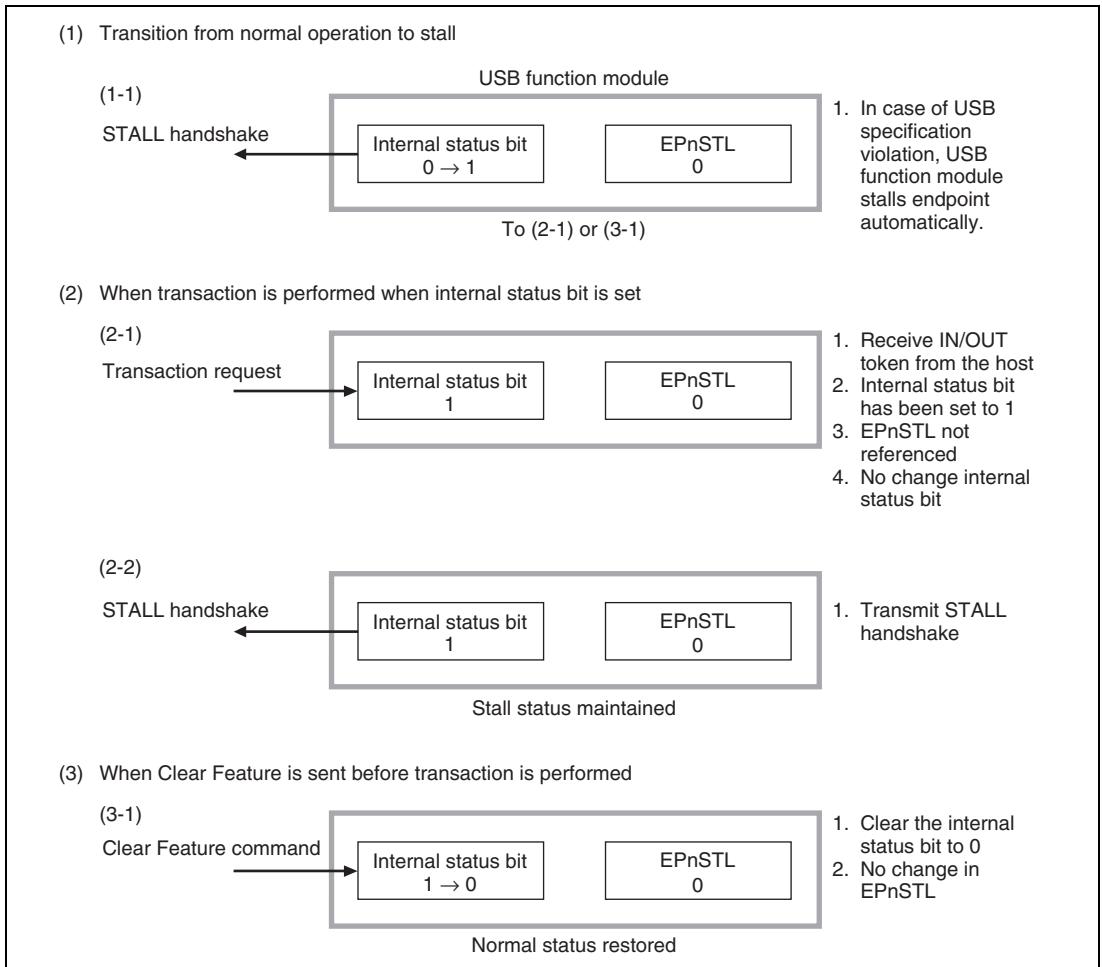 (1) Transition from normal operation to stall
USB function module
(1-1)
STALL handshake
Internal status bit
0 → 1
EPnSTL
0
1. In case of USB
specification
violation, USB
function module
stalls endpoint
automatically.
To (2-1) or (3-1)
(2) When transaction is performed when internal status bit is set
(2-1)
Transaction request
Internal status bit
1
EPnSTL
0
1. Receive IN/OUT
token from the host
2. Internal status bit
has been set to 1
3. EPnSTL not
referenced
4. No change internal
status bit
(2-2)
STALL handshake
Internal status bit
1
EPnSTL
0
1. Transmit STALL
handshake
Stall status maintained
(3) When Clear Feature is sent before transaction is performed
(3-1)
Clear Feature command
Internal status bit
1 → 0
EPnSTL
0
1. Clear the internal
status bit to 0
2. No change in
EPnSTL
Normal status restored